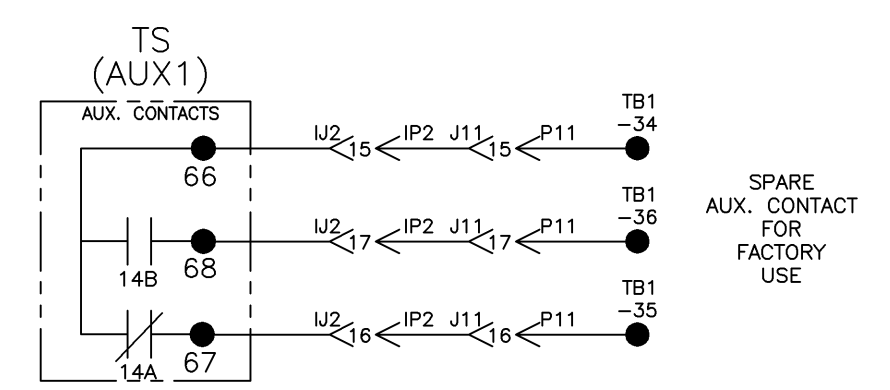 TS
(AUX1)
AUX. CONTACTS
66
IJ2
15
IP2
J11
15
P11
TB1
-34
14B
68
IJ2
17
IP2
J11
17
P11
TB1
-36
14A
67
IJ2
16
IP2
J11
16
P11
TB1
-35
SPARE
AUX. CONTACT
FOR
FACTORY
USE